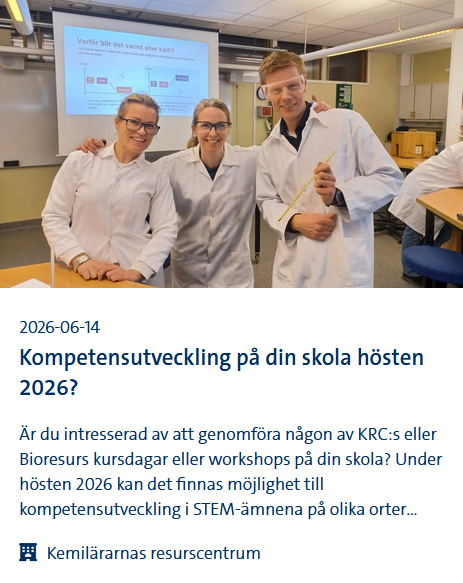 Varför blir det varmt eller kallt?
2026-06-14
Kompetensutveckling på din skola hösten
2026?
Är du intresserad av att genomföra någon av KRC:s eller
Bioresurs kursdagar eller workshops på din skola? Under
hösten 2026 kan det finnas möjlighet till
kompetensutveckling i STEM-ämnena på olika orter...
Kemilärarnas resurscentrum